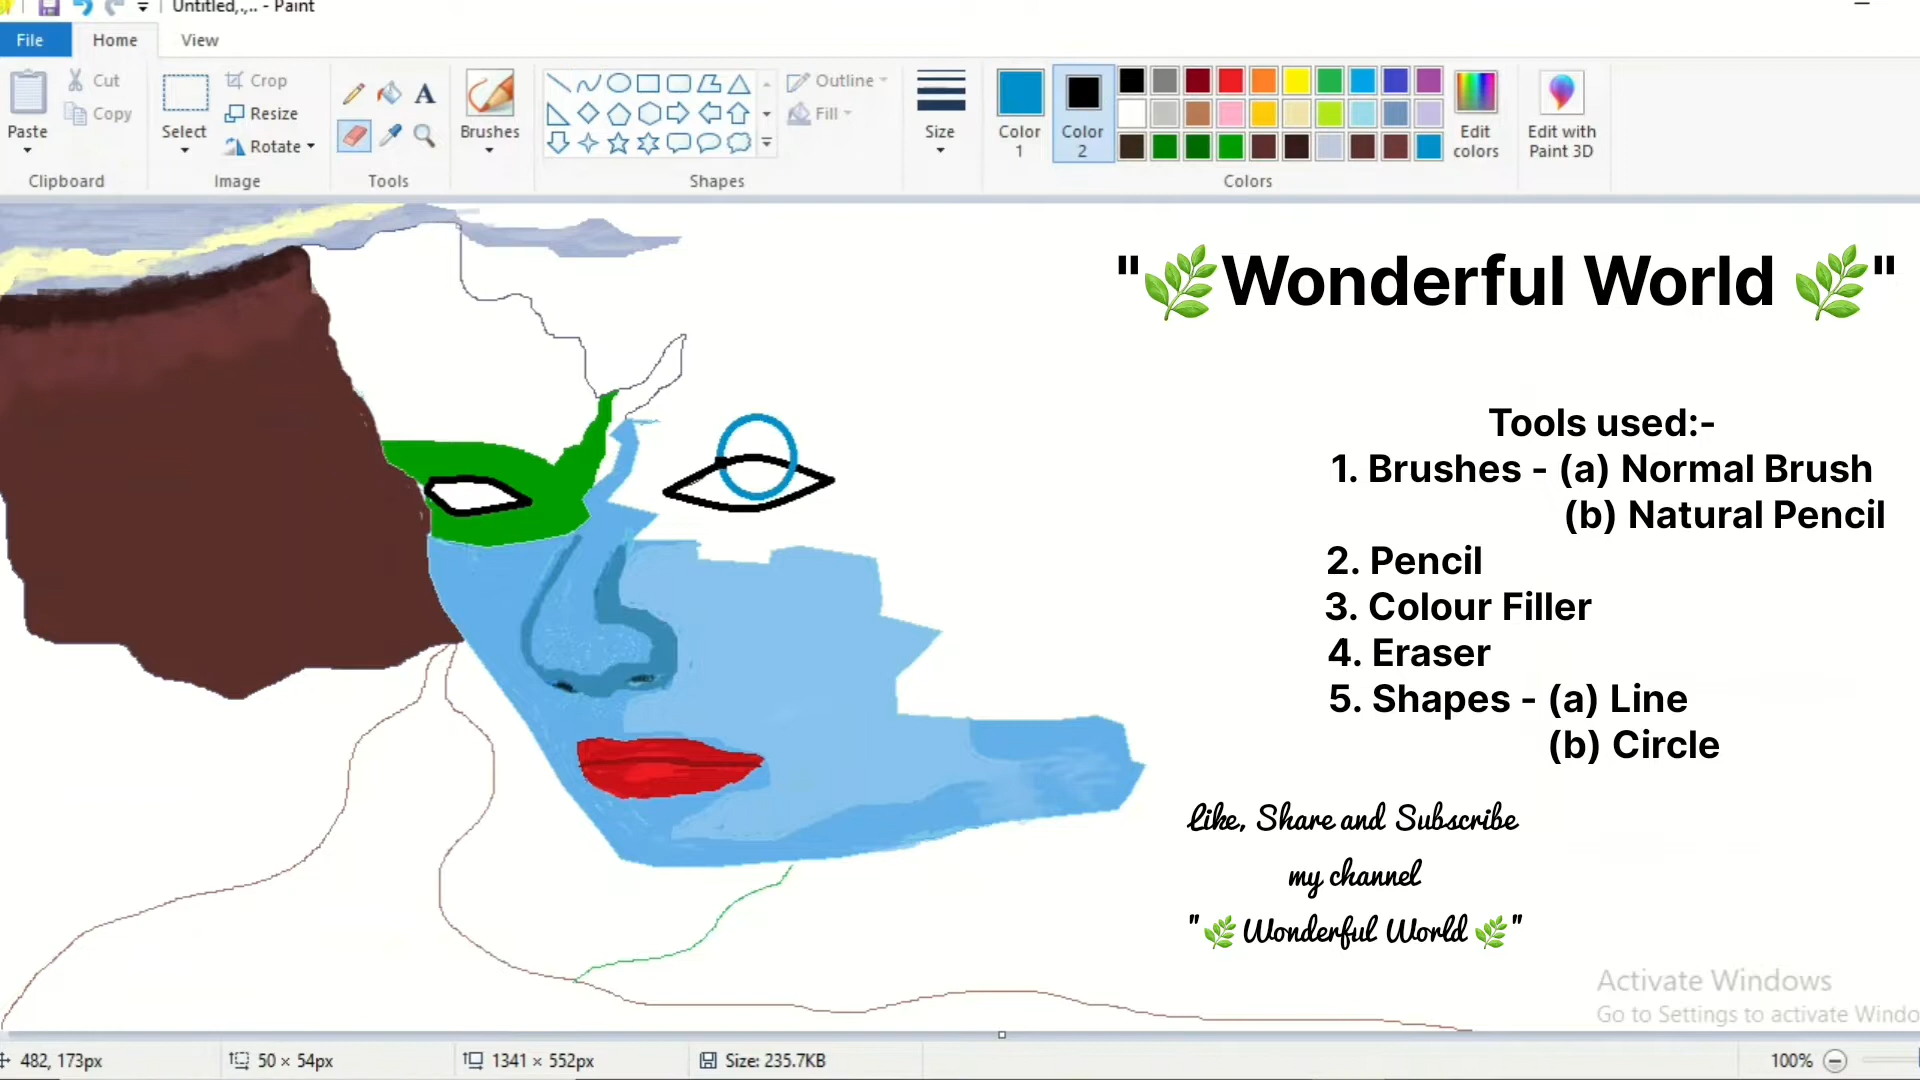 Untitled,.,.. - Paint
File Home View
Cut
Copy
Paste
Clipboard
Select
Crop
Resize
Rotate
Image
A
Tools
Brushes
Outline
Fill
Shapes
Size
Color 1
Color 2
Edit colors
Colors
Edit with Paint 3D
"🌿Wonderful World 🌿"
Tools used:-
1. Brushes - (a) Normal Brush
(b) Natural Pencil
2. Pencil
3. Colour Filler
4. Eraser
5. Shapes - (a) Line
(b) Circle
Like, Share and Subscribe
my channel
"🌿 Wonderful World 🌿"
Activate Windows
Go to Settings to activate Windo
482, 173px 50 × 54px 1341 × 552px Size: 235.7KB 100%